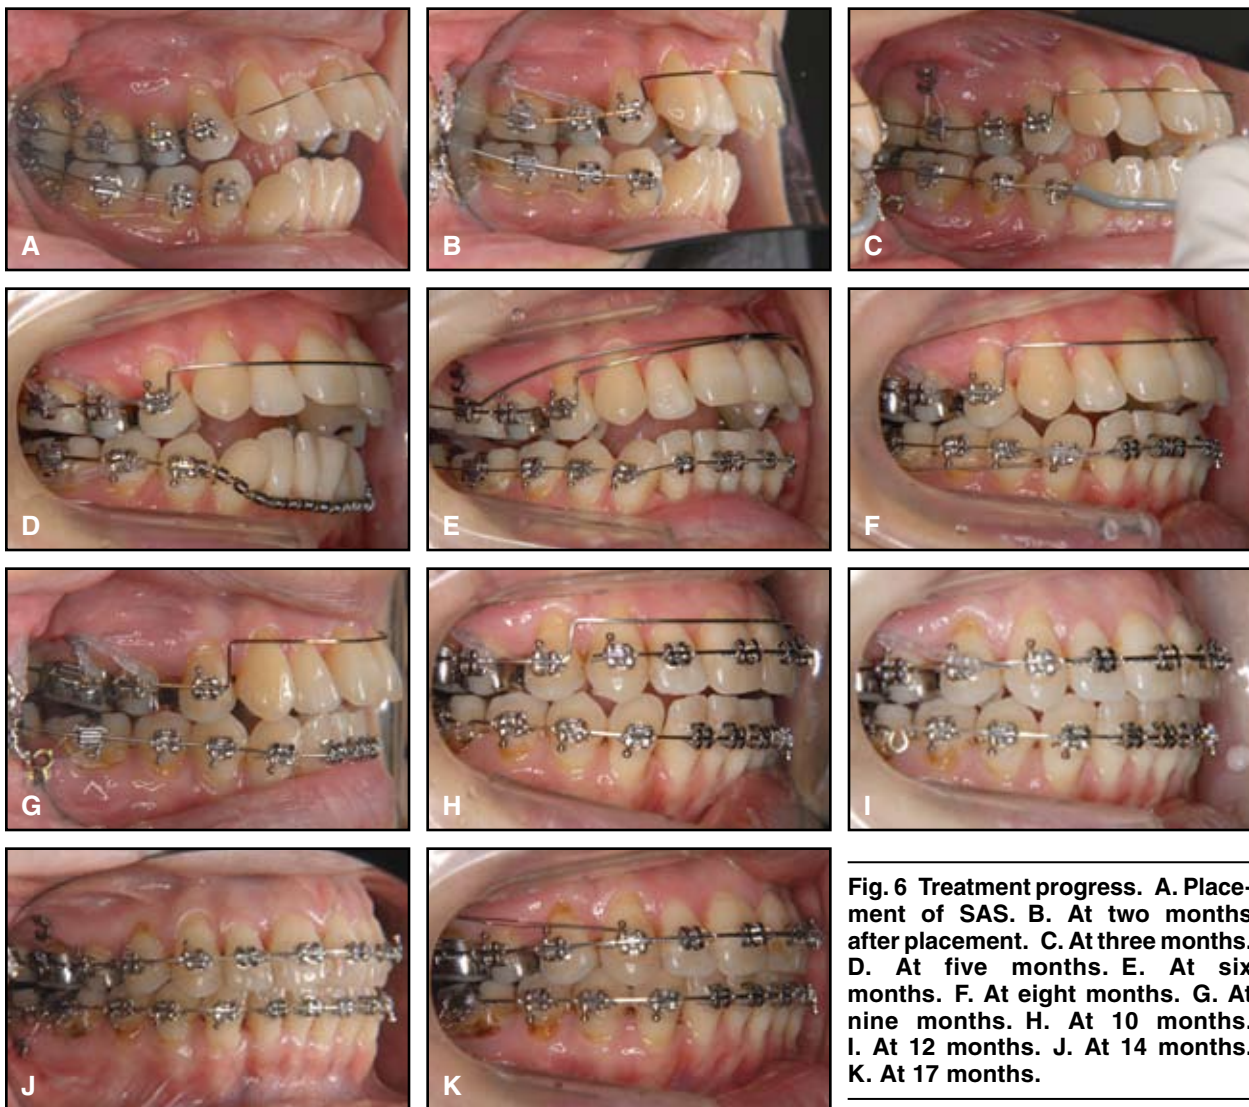 A
B
C
D
E
F
G
H
I
J
K
Fig. 6 Treatment progress. A. Place-
ment of SAS. B. At two months
after placement. C. At three months.
D. At five months. E. At six
months. F. At eight months. G. At
nine months. H. At 10 months.
I. At 12 months. J. At 14 months.
K. At 17 months.